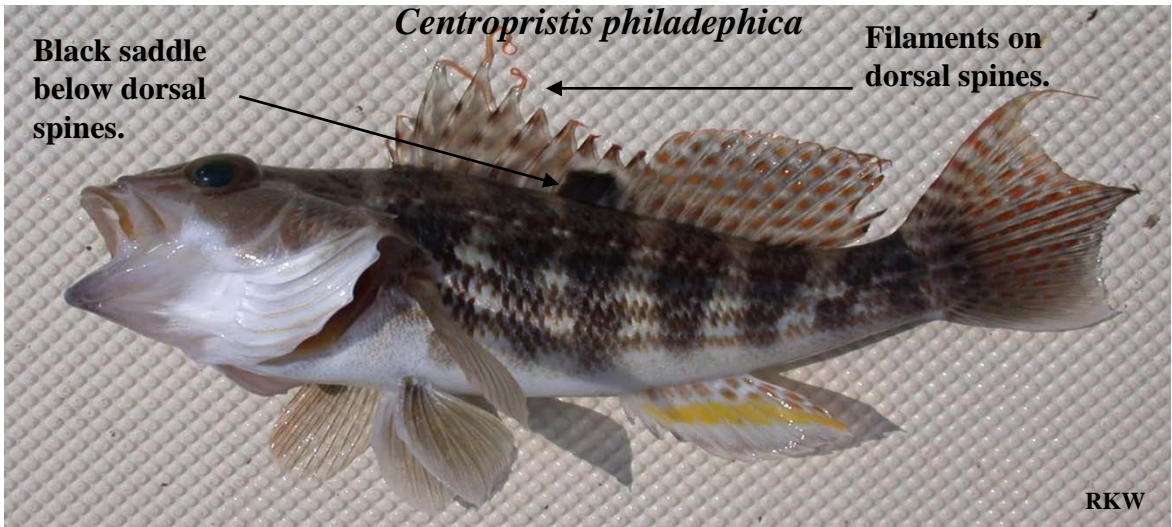 Centropristis philadephica
Black saddle
below dorsal
spines.
Filaments on
dorsal spines.
RKW